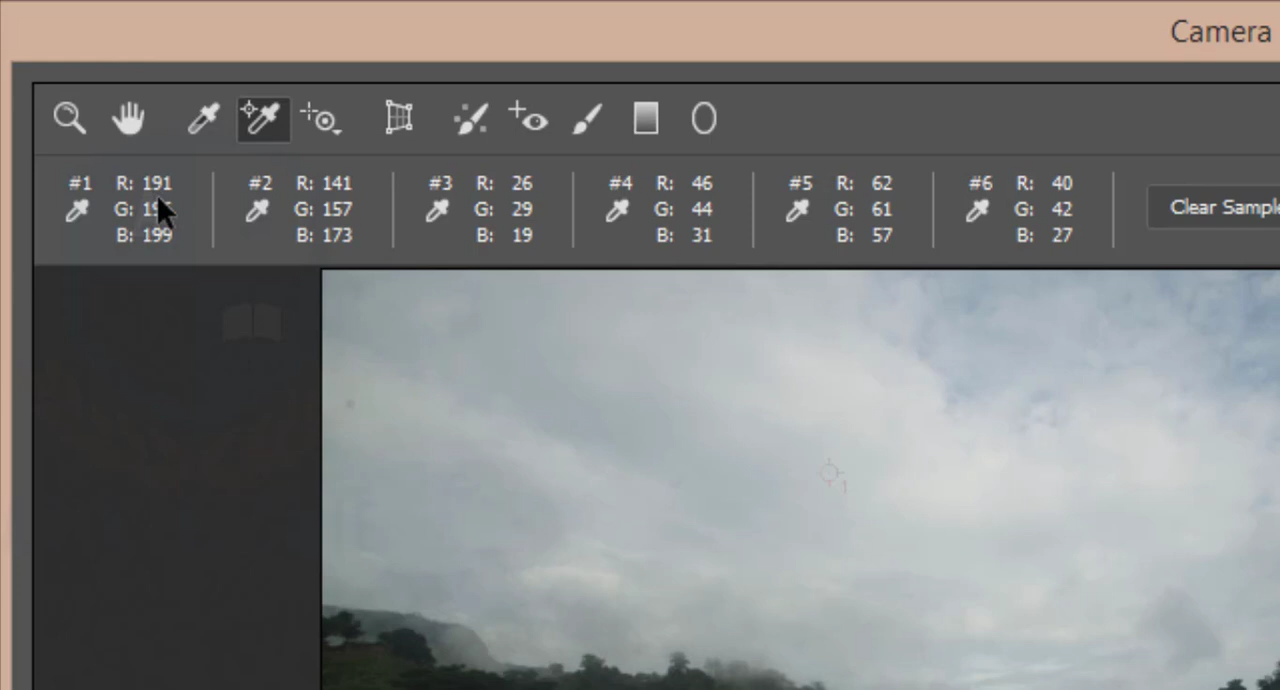 Camera
#1 R: 191
G:
B: 199
#2 R: 141
G: 157
B: 173
#3 R: 26
G: 29
B: 19
#4 R: 46
G: 44
B: 31
#5 R: 62
G: 61
B: 57
#6 R: 40
G: 42
B: 27
Clear
1